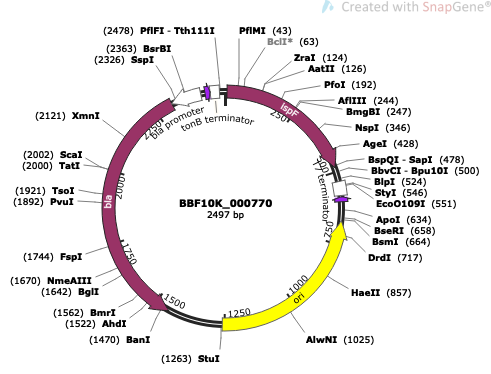 Created with SnapGene®
(2478) PflFI - Tth111I
PflMI (43)
(2363) BsrBI
BclI* (63)
(2326) SspI
ZraI (124)
AatII (126)
PfoI (192)
AflIII (244)
BmgBI (247)
NspI (346)
AgeI (428)
BspQI - SapI (478)
BbvCI - Bpu10I (500)
BlpI (524)
StyI (546)
EcoO109I (551)
ApoI (634)
BseRI (658)
BsmI (664)
DrdI (717)
HaeII (857)
AlwNI (1025)
(1263) StuI
(1470) BanI
(1522) AhdI
(1562) BmrI
(1642) BglI
(1670) NmeAIII
(1744) FspI
(1892) PvuI
(1921) TsoI
(2000) TatI
(2002) ScaI
(2121) XmnI
bla promoter
tonB terminator
ispF
T7 terminator
ori
bla
250
500
750
1000
1250
1500
1750
2000
2250
BBF10K_000770
2497 bp